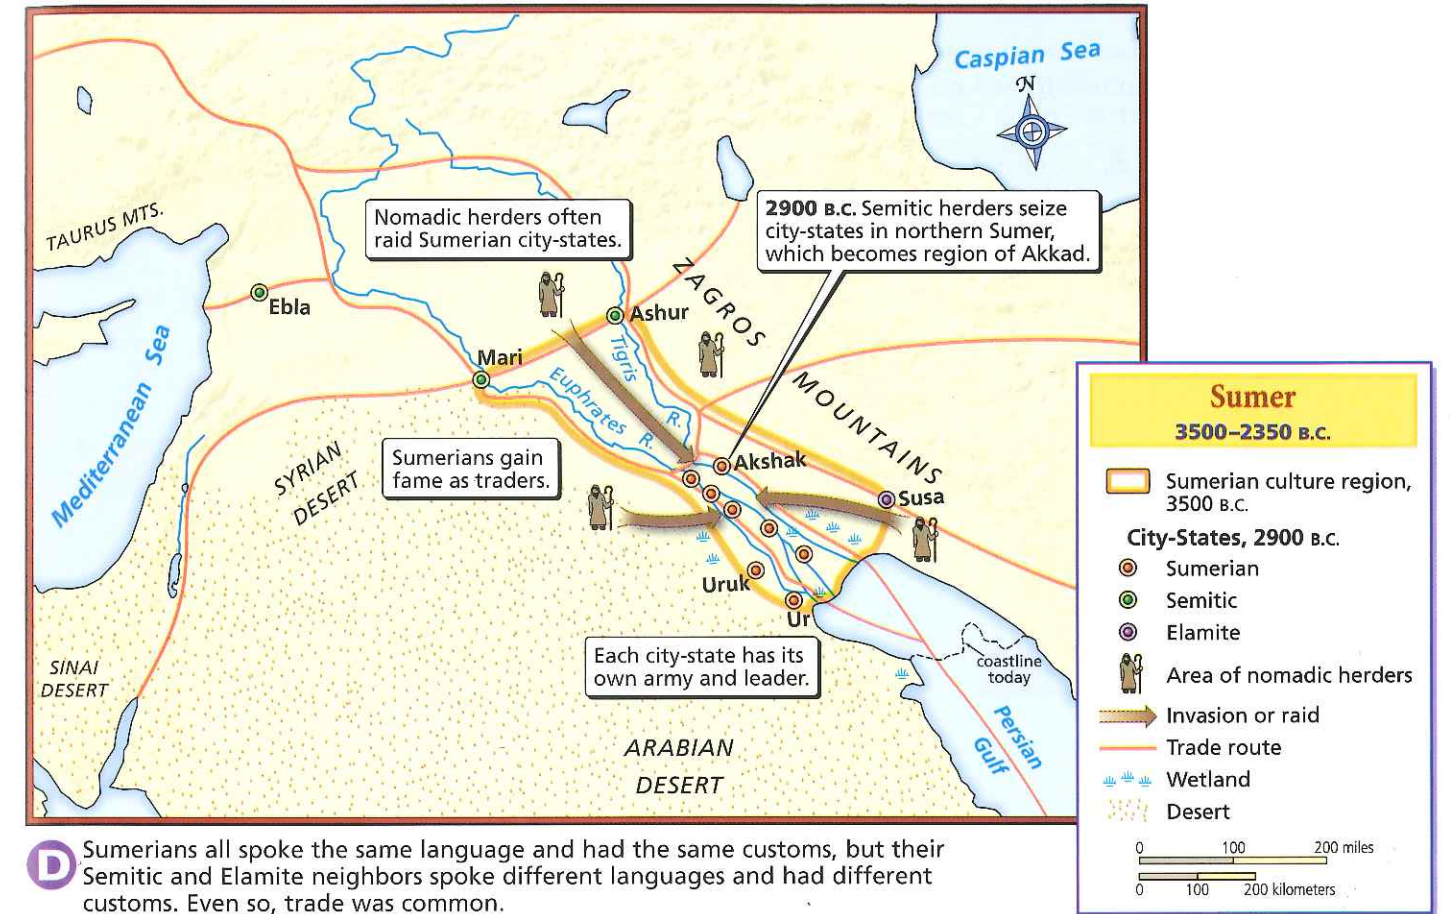 Caspian Sea
N
TAURUS MTS.
Nomadic herders often
raid Sumerian city-states.
2900 B.C. Semitic herders seize
city-states in northern Sumer,
which becomes region of Akkad.
ZAGROS
MOUNTAINS
Ebla
Ashur
Mari
Tigris
R.
Euphrates
R.
Mediterranean Sea
SYRIAN
DESERT
Sumerians gain
fame as traders.
Akshak
Susa
Uruk
Ur
Each city-state has its
own army and leader.
SINAI
DESERT
ARABIAN
DESERT
coastline
today
Persian
Gulf
Sumer
3500–2350 B.C.
Sumerian culture region,
3500 B.C.
City-States, 2900 B.C.
Sumerian
Semitic
Elamite
Area of nomadic herders
Invasion or raid
Trade route
Wetland
Desert
0 100 200 miles
0 100 200 kilometers
D Sumerians all spoke the same language and had the same customs, but their
Semitic and Elamite neighbors spoke different languages and had different
customs. Even so, trade was common.